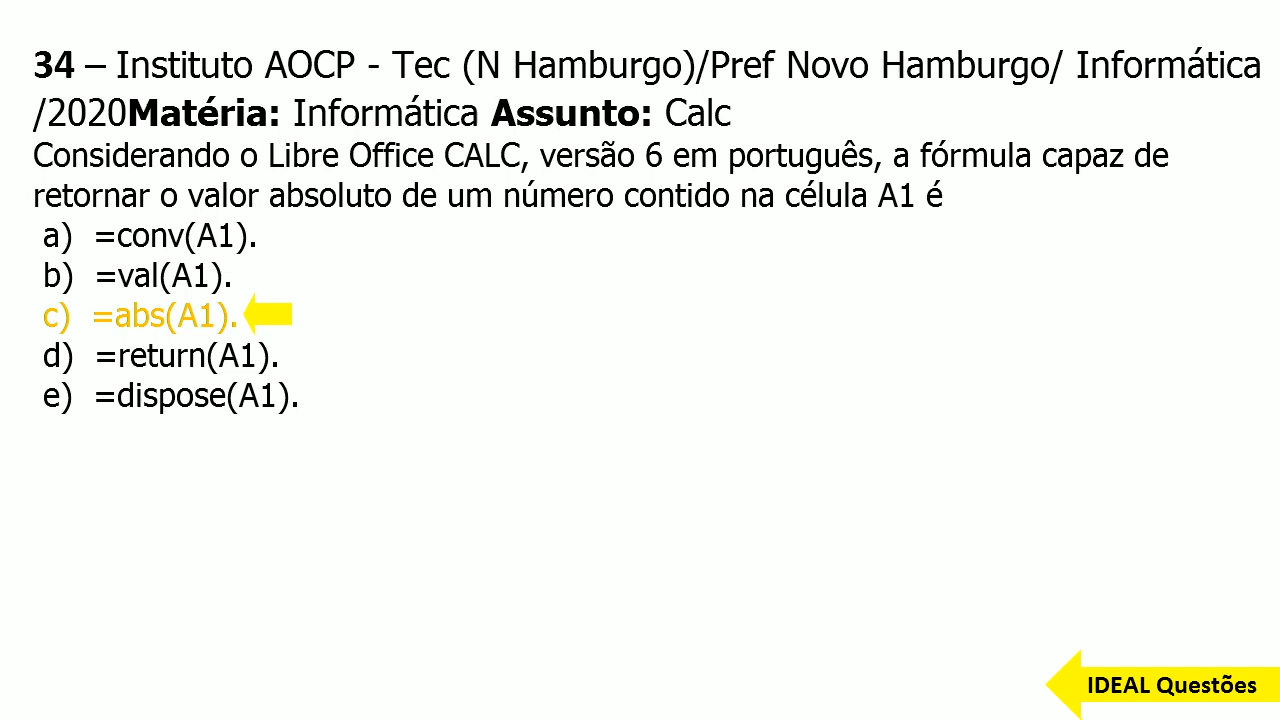 34 – Instituto AOCP - Tec (N Hamburgo)/Pref Novo Hamburgo/ Informática
/2020Matéria: Informática Assunto: Calc
Considerando o Libre Office CALC, versão 6 em português, a fórmula capaz de
retornar o valor absoluto de um número contido na célula A1 é
a) =conv(A1).
b) =val(A1).
c) =abs(A1).
d) =return(A1).
e) =dispose(A1).
IDEAL Questões